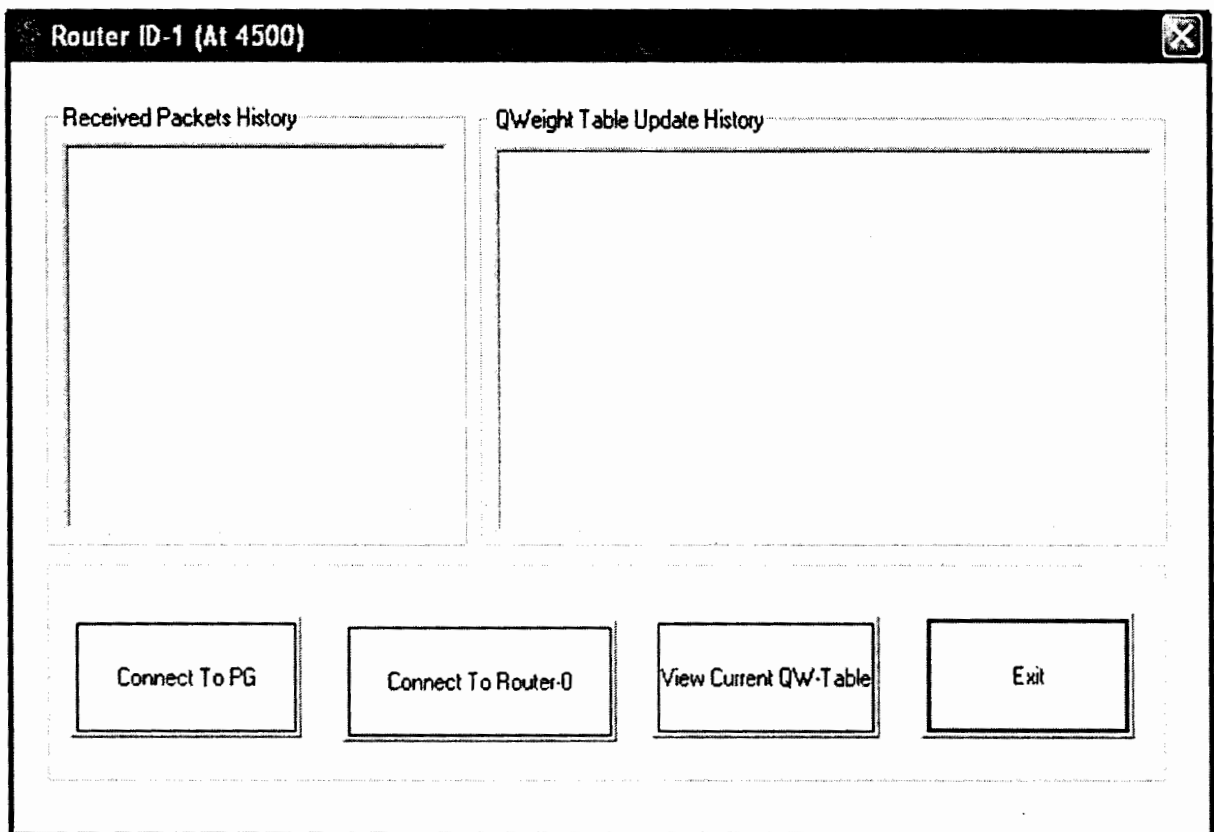 Router ID-1 (At 4500)
Received Packets History
QWeight Table Update History
Connect To PG
Connect To Router-0
View Current QW-Table
Exit